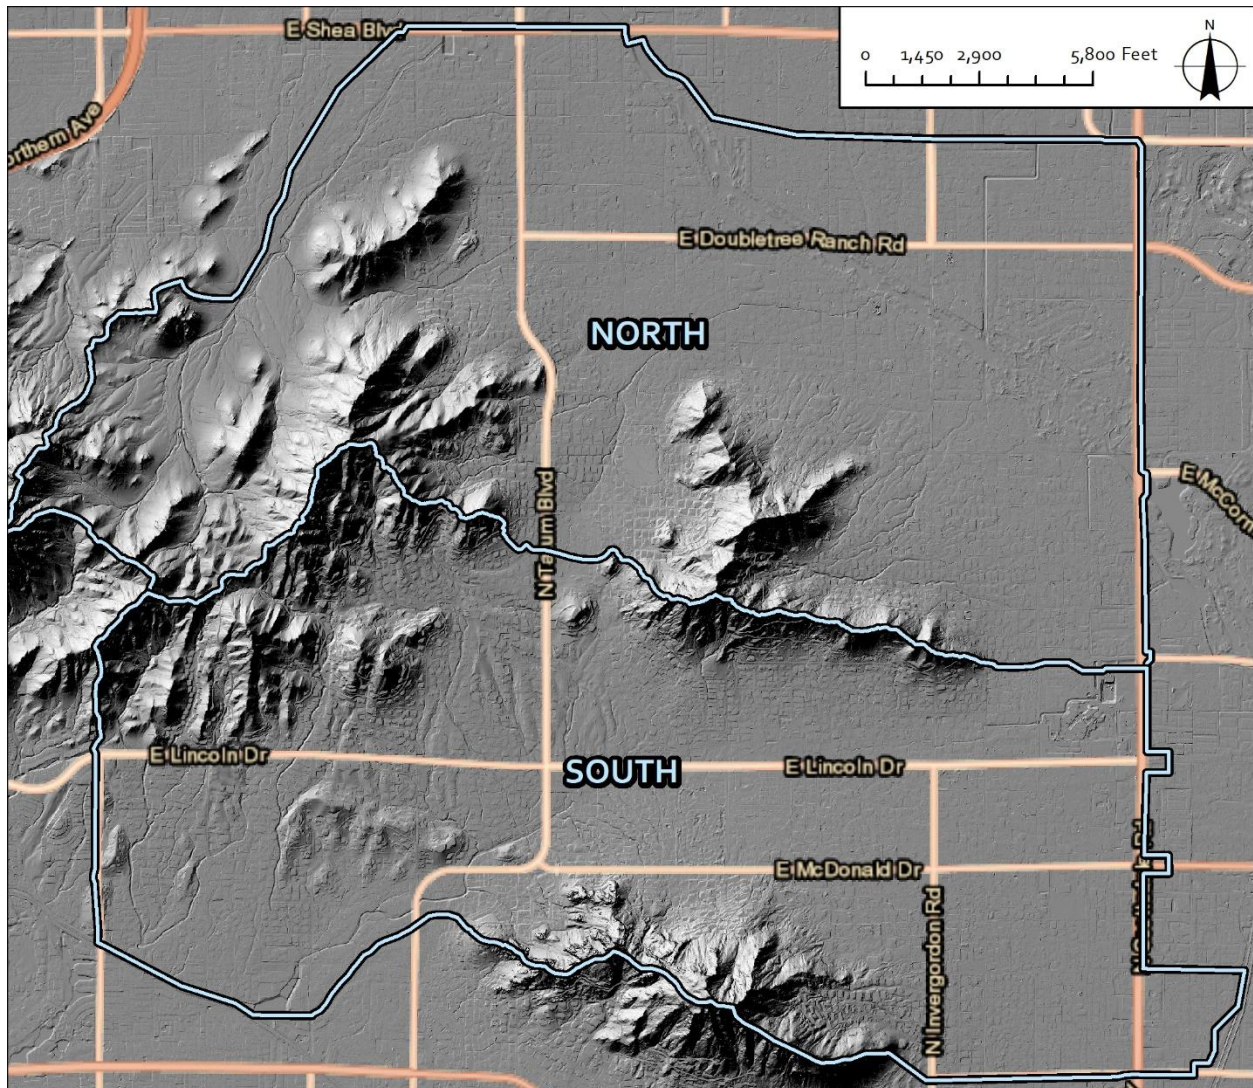 E Shea Blvd
0 1,450 2,900 5,800 Feet
N
orthern Ave
E Doubletree Ranch Rd
NORTH
N Tatum Blvd
E McCorm
E Lincoln Dr
SOUTH
E Lincoln Dr
E McDonald Dr
N Invergordon Rd